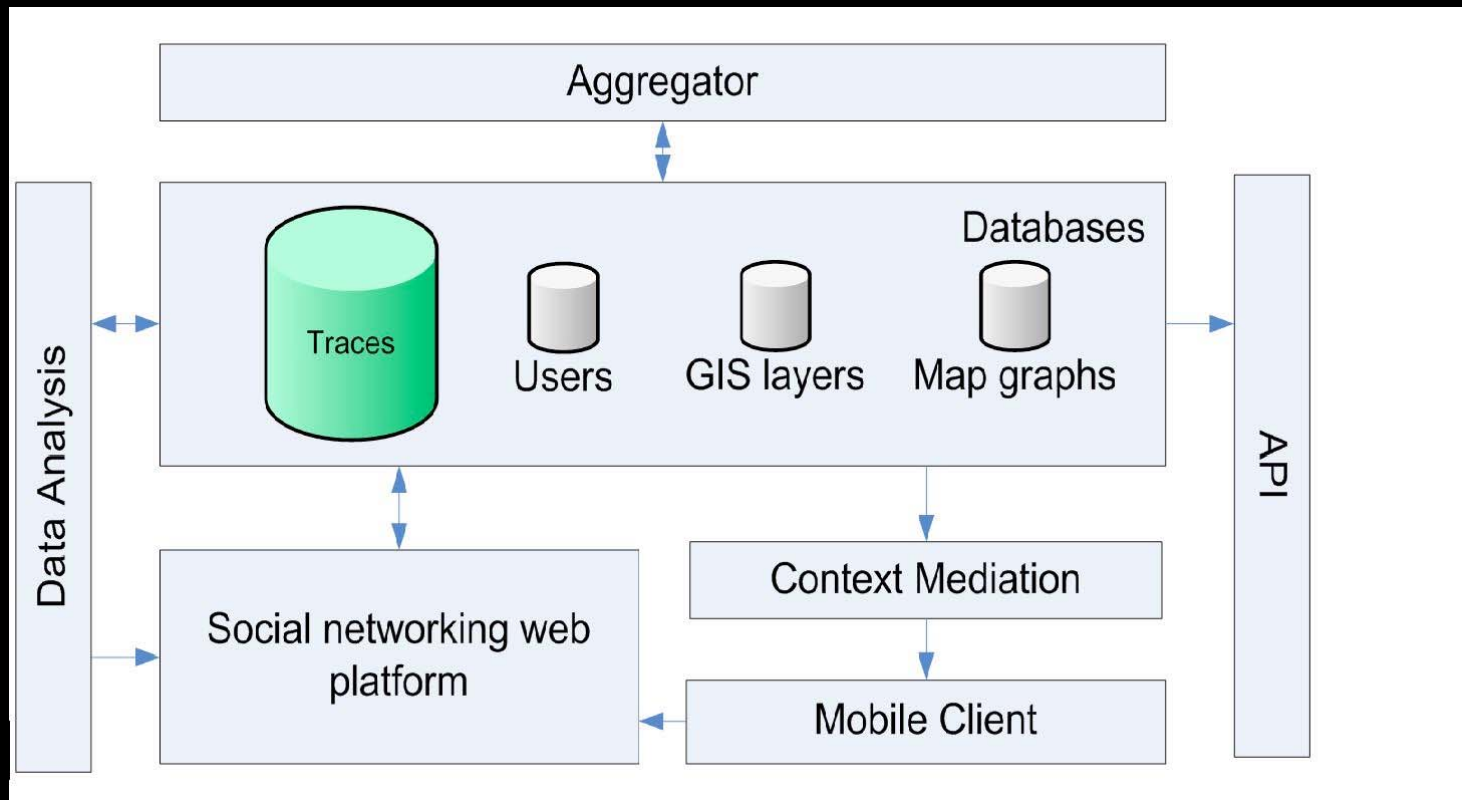 Aggregator
Databases
Traces
Users
GIS layers
Map graphs
Data Analysis
API
Context Mediation
Social networking web
platform
Mobile Client